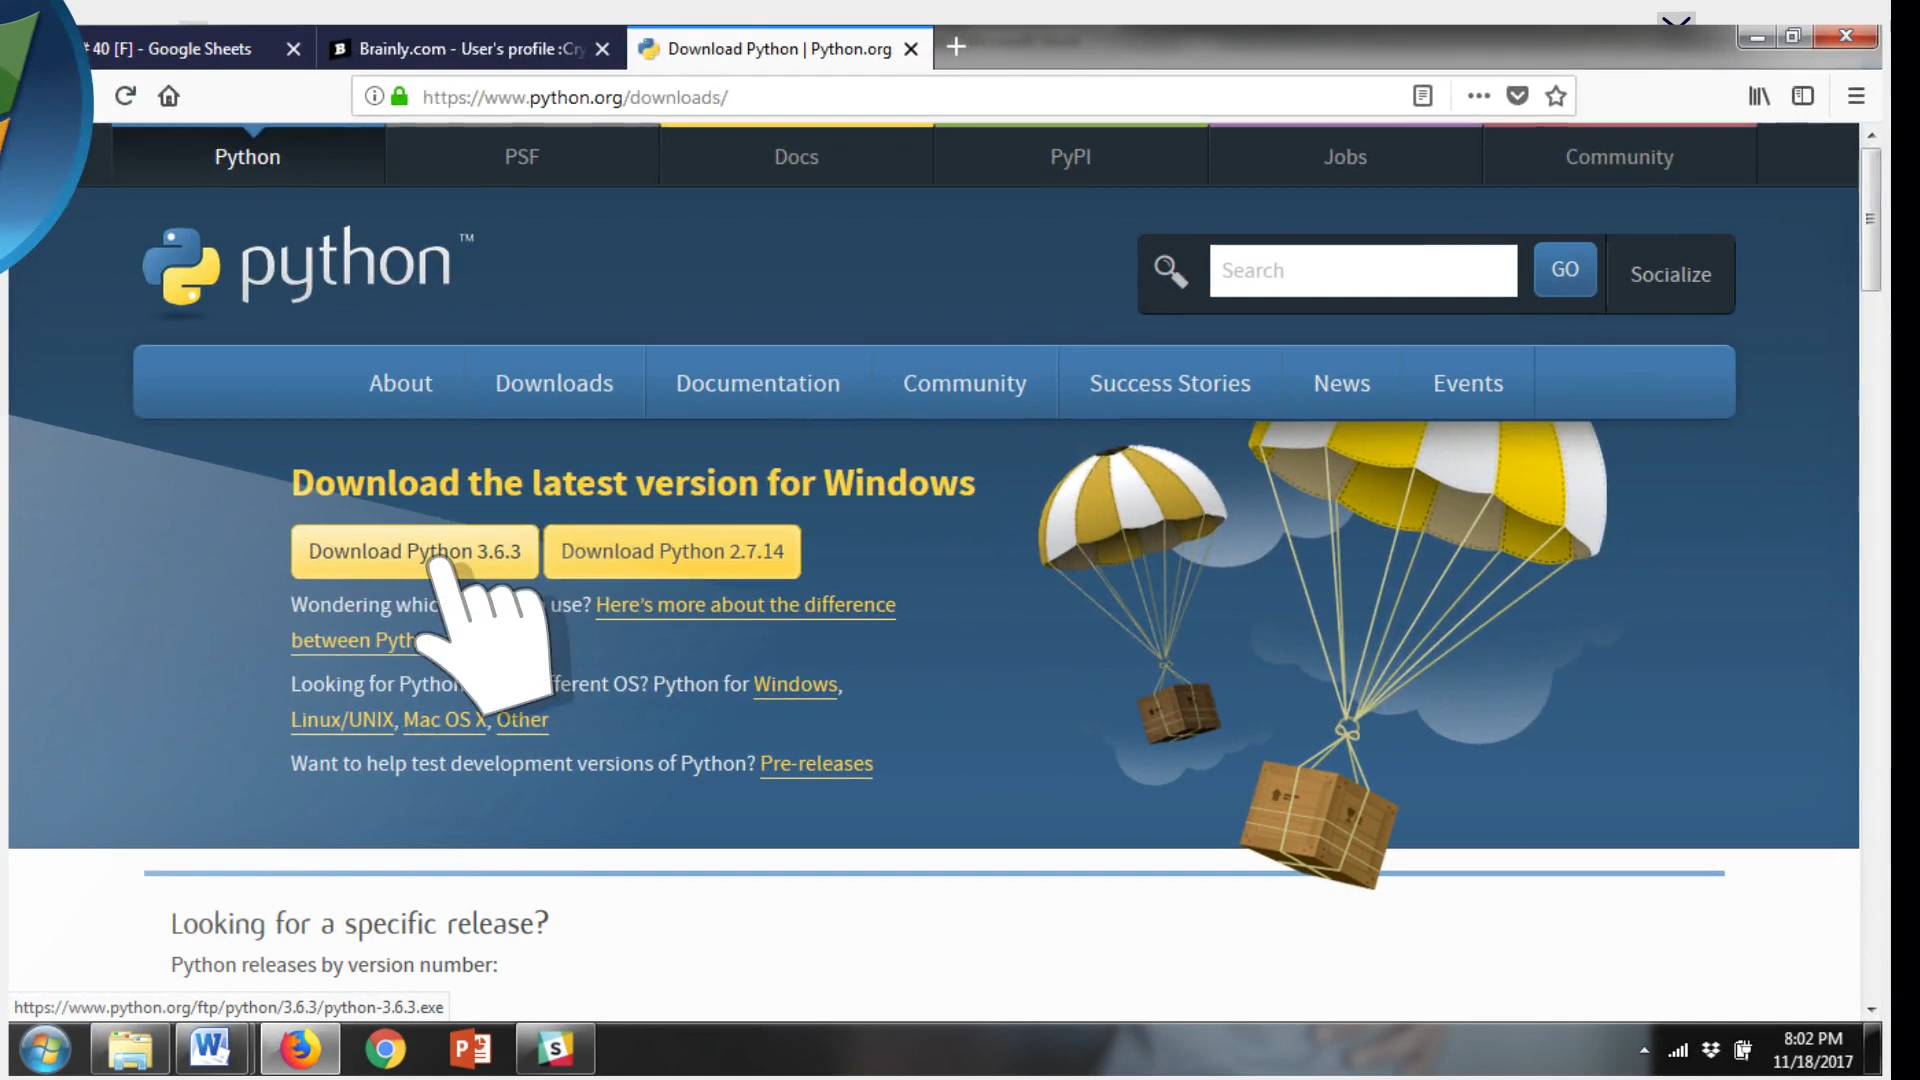 # 40 [F] - Google Sheets
Brainly.com - User's profile :Cry
Download Python | Python.org
https://www.python.org/downloads/
Python
PSF
Docs
PyPI
Jobs
Community
python™
Search
GO
Socialize
About
Downloads
Documentation
Community
Success Stories
News
Events
Download the latest version for Windows
Download Python 3.6.3
Download Python 2.7.14
Wondering use? Here's more about the difference
between
Looking for OS? Python for Windows,
Linux/UNIX, Mac OS X, Other
Want to help test development versions of Python? Pre-releases
Looking for a specific release?
Python releases by version number:
https://www.python.org/ftp/python/3.6.3/python-3.6.3.exe
8:02 PM
11/18/2017